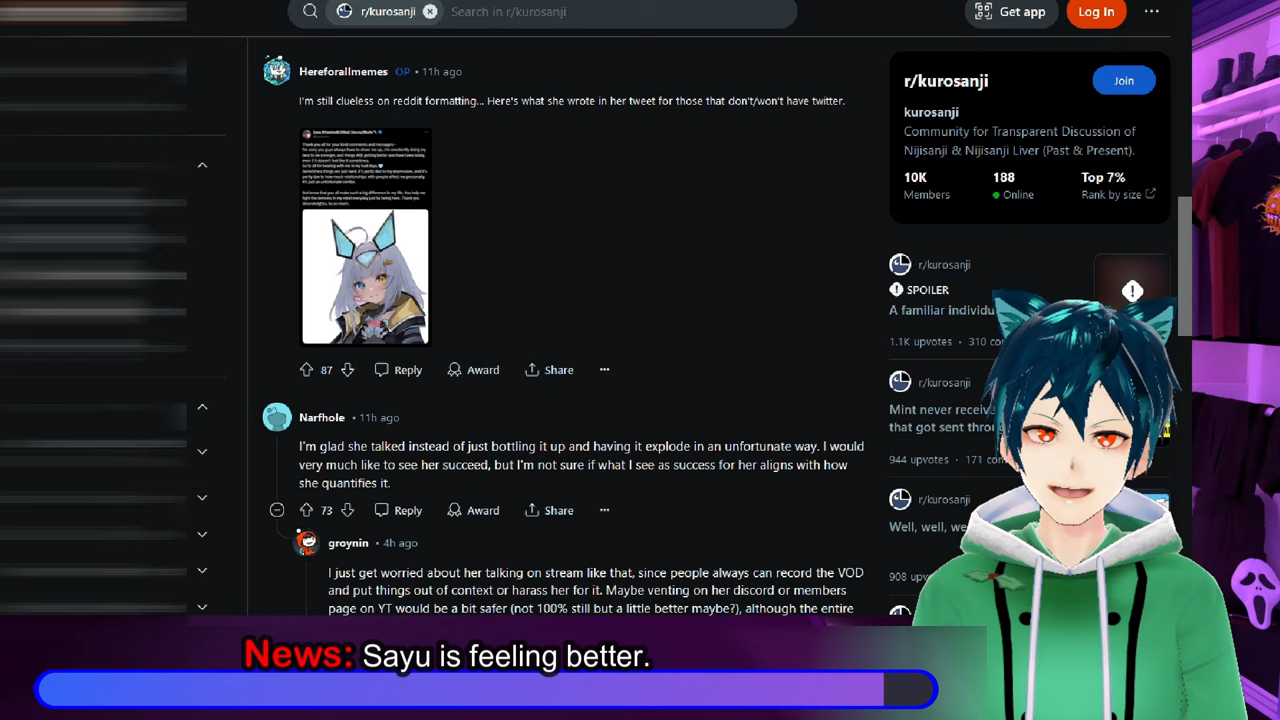 r/kurosanji
Search in r/kurosanji
Get app
Log In
Hereforallmemes OP • 11h ago
I'm still clueless on reddit formatting... Here's what she wrote in her tweet for those that don't/won't have twitter.
87
Reply
Award
Share
Narfhole • 11h ago
I'm glad she talked instead of just bottling it up and having it explode in an unfortunate way. I would
very much like to see her succeed, but I'm not sure if what I see as success for her aligns with how
she quantifies it.
73
Reply
Award
Share
groynin • 4h ago
I just get worried about her talking on stream like that, since people always can record the VOD
and put things out of context or harass her for it. Maybe venting on her discord or members
page on YT would be a bit safer (not 100% still but a little better maybe?), although the entire
r/kurosanji
Join
kurosanji
Community for Transparent Discussion of
Nijisanji & Nijisanji Liver (Past & Present).
10K
188
Top 7%
Members
Online
Rank by size
r/kurosanji
SPOILER
A familiar individu
1.1K upvotes • 310 co
r/kurosanji
Mint never receiv
that got sent throu
944 upvotes • 171 com
r/kurosanji
Well, well, we
908 upv
News: Sayu is feeling better.